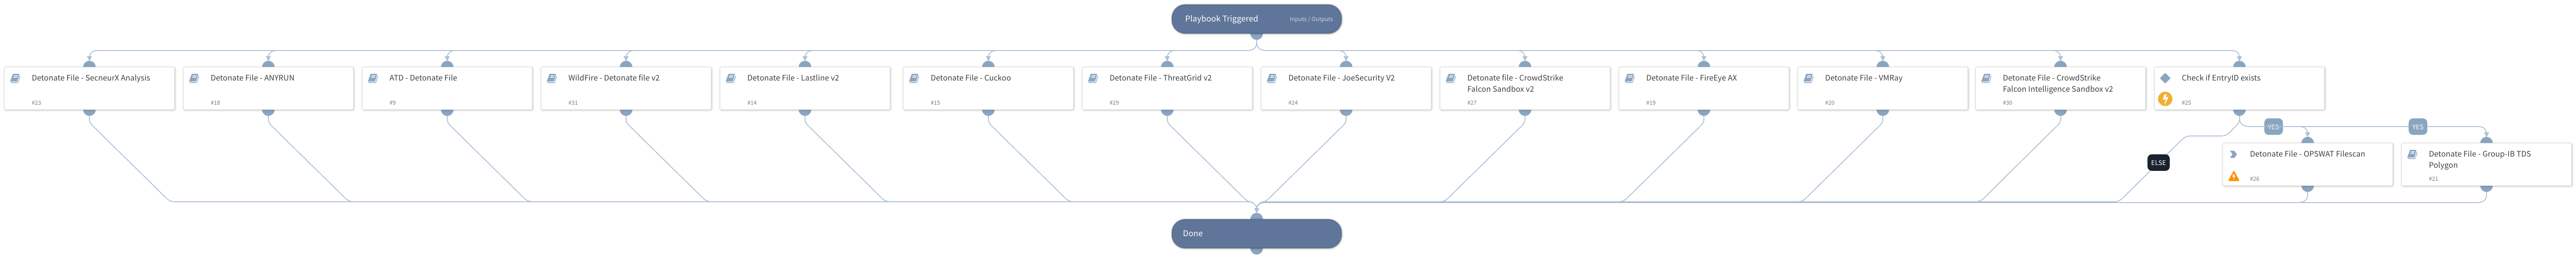 Playbook Triggered Inputs / Outputs
Detonate File - SecneurX Analysis
#23
Detonate File - ANYRUN
#18
ATD - Detonate File
#9
WildFire - Detonate file v2
#31
Detonate File - Lastline v2
#14
Detonate File - Cuckoo
#15
Detonate File - ThreatGrid v2
#29
Detonate File - JoeSecurity V2
#24
Detonate file - CrowdStrike
Falcon Sandbox v2
#27
Detonate File - FireEye AX
#19
Detonate File - VMRay
#20
Detonate File - CrowdStrike
Falcon Intelligence Sandbox v2
#30
Check if EntryID exists
#25
YES
YES
ELSE
Detonate File - OPSWAT Filescan
#26
Detonate File - Group-IB TDS
Polygon
#21
Done